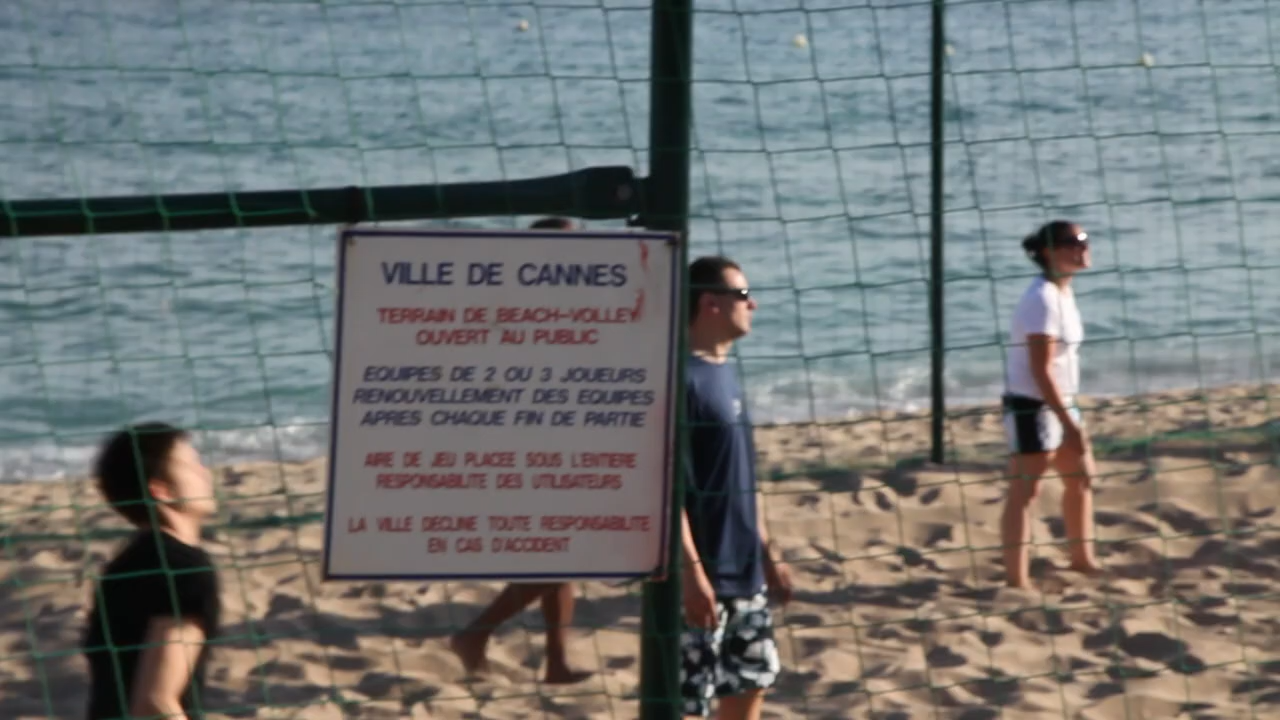 VILLE DE CANNES
TERRAIN DE BEACH-VOLLEY
OUVERT AU PUBLIC
EQUIPES DE 2 OU 3 JOUEURS
RENOUVELLEMENT DES EQUIPES
APRES CHAQUE FIN DE PARTIE
AIRE DE JEU PLACEE SOUS L'ENTIERE
RESPONSABILITE DES UTILISATEURS
LA VILLE DECLINE TOUTE RESPONSABILITE
EN CAS D'ACCIDENT